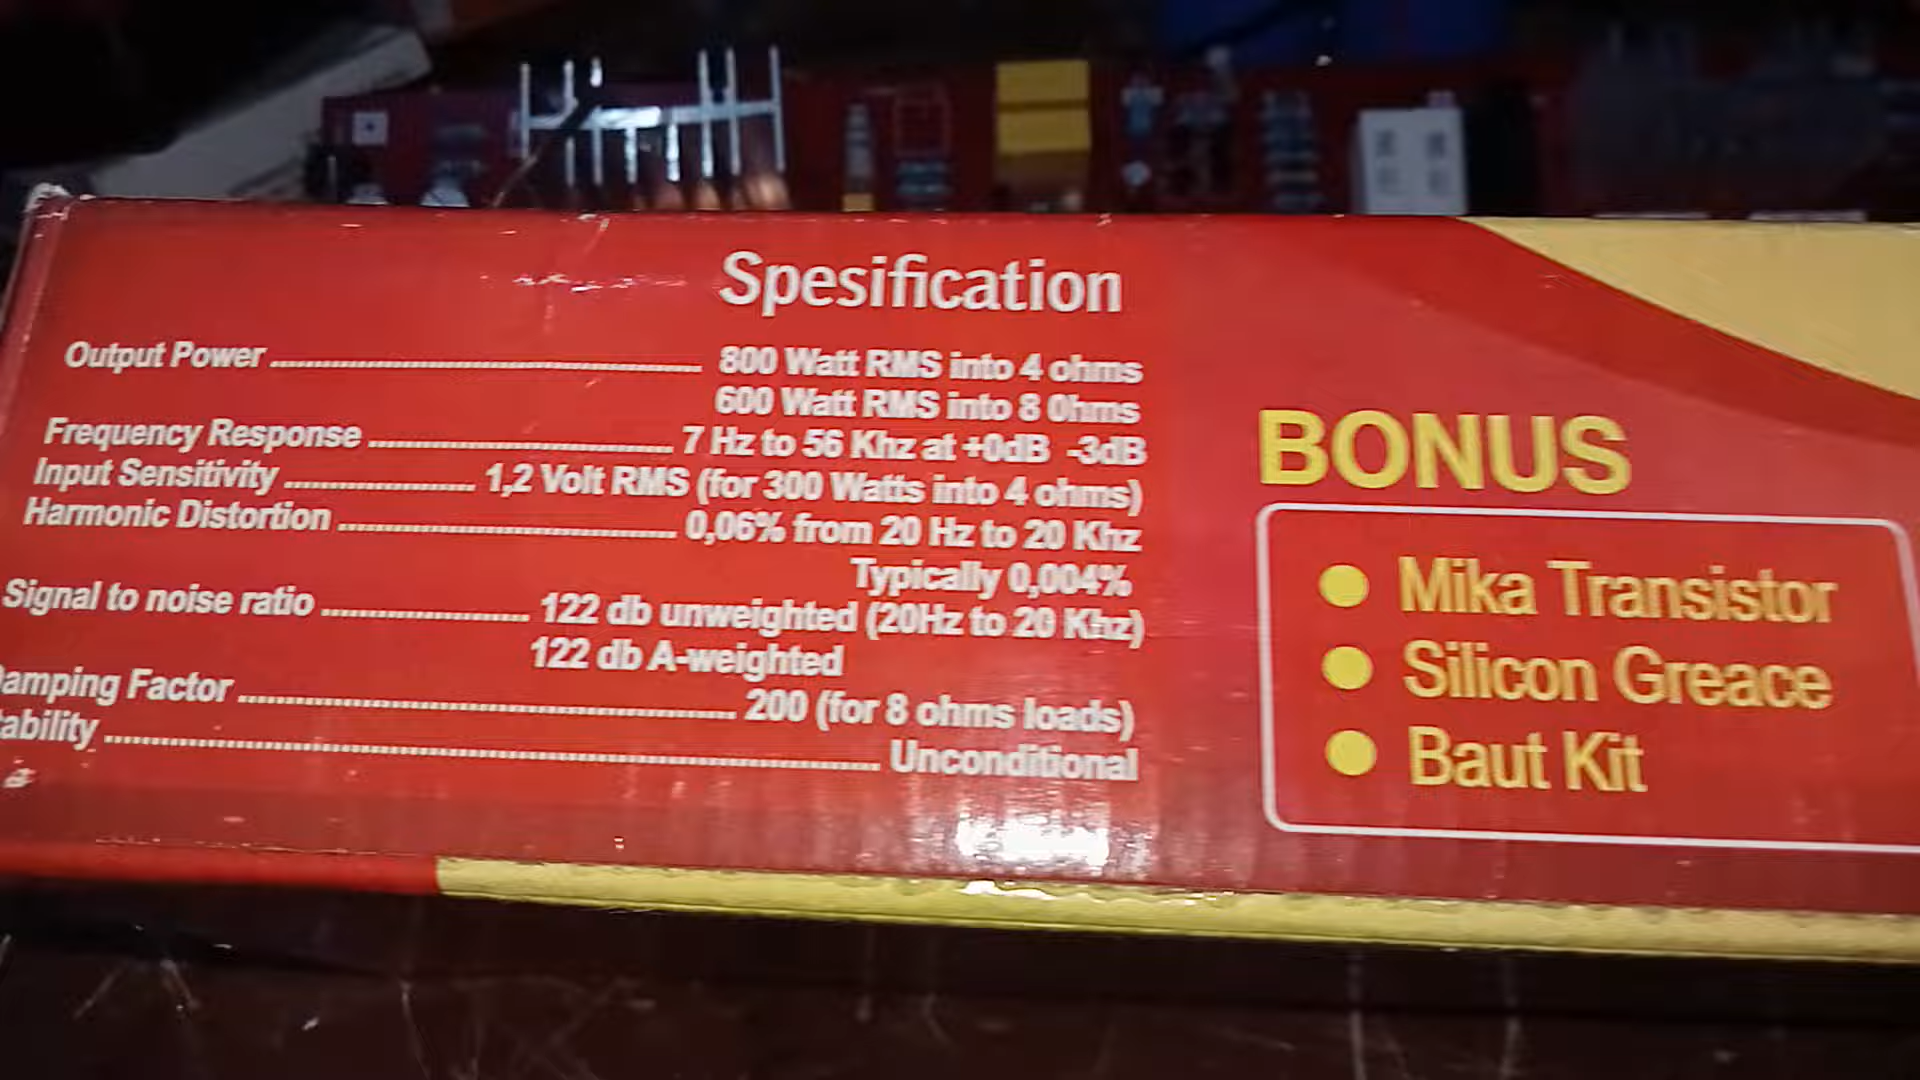 Spesification
Output Power ........ 800 Watt RMS into 4 ohms
600 Watt RMS into 8 Ohms
Frequency Response ........ 7 Hz to 56 Khz at +0dB -3dB
Input Sensitivity ........ 1,2 Volt RMS (for 300 Watts into 4 ohms)
Harmonic Distortion ........ 0,06% from 20 Hz to 20 Khz
Typically 0,004%
Signal to noise ratio ........ 122 db unweighted (20Hz to 20 Khz)
122 db A-weighted
amping Factor ........ 200 (for 8 ohms loads)
ability ........ Unconditional
BONUS
Mika Transistor
Silicon Greace
Baut Kit